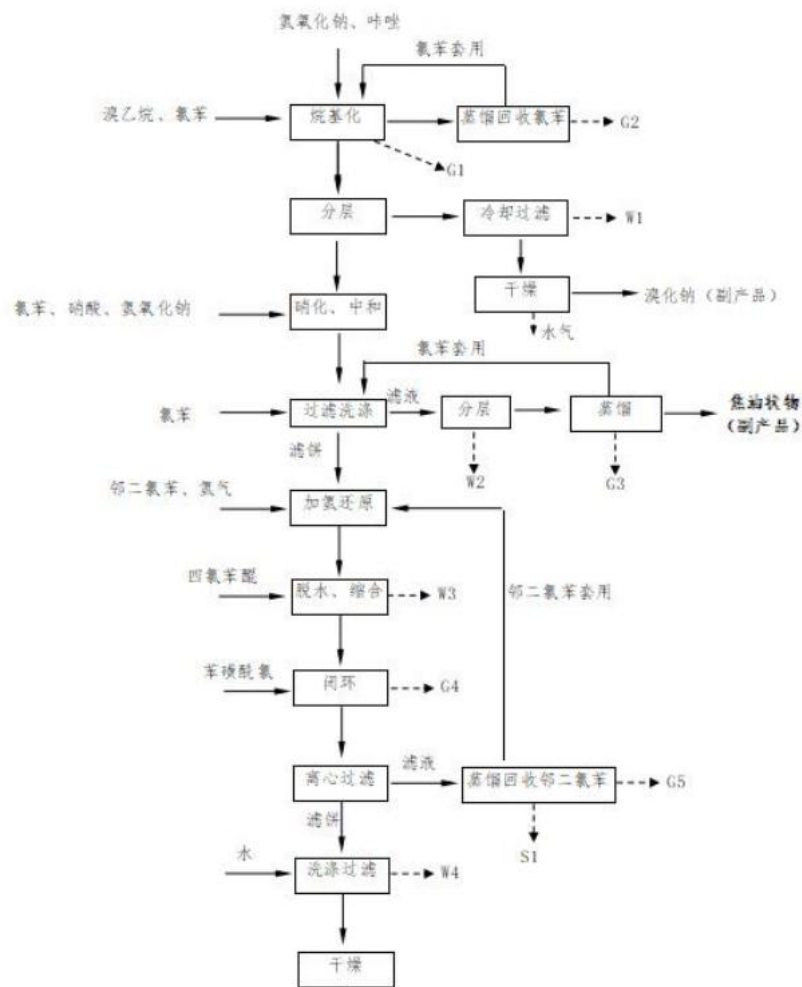 氢氧化钠、咔唑
氯苯套用
溴乙烷、氯苯
烷基化
蒸馏回收氯苯
G2
G1
分层
冷却过滤
W1
干燥
溴化钠（副产品）
水气
氯苯、硝酸、氢氧化钠
硝化、中和
氯苯套用
氯苯
过滤洗涤
滤液
分层
蒸馏
焦油状物
（副产品）
滤饼
W2
G3
邻二氯苯、氢气
加氢还原
四氯苯醌
脱水、缩合
W3
邻二氯苯套用
苯磺酰氯
闭环
G4
离心过滤
滤液
蒸馏回收邻二氯苯
G5
滤饼
S1
水
洗涤过滤
W4
干燥